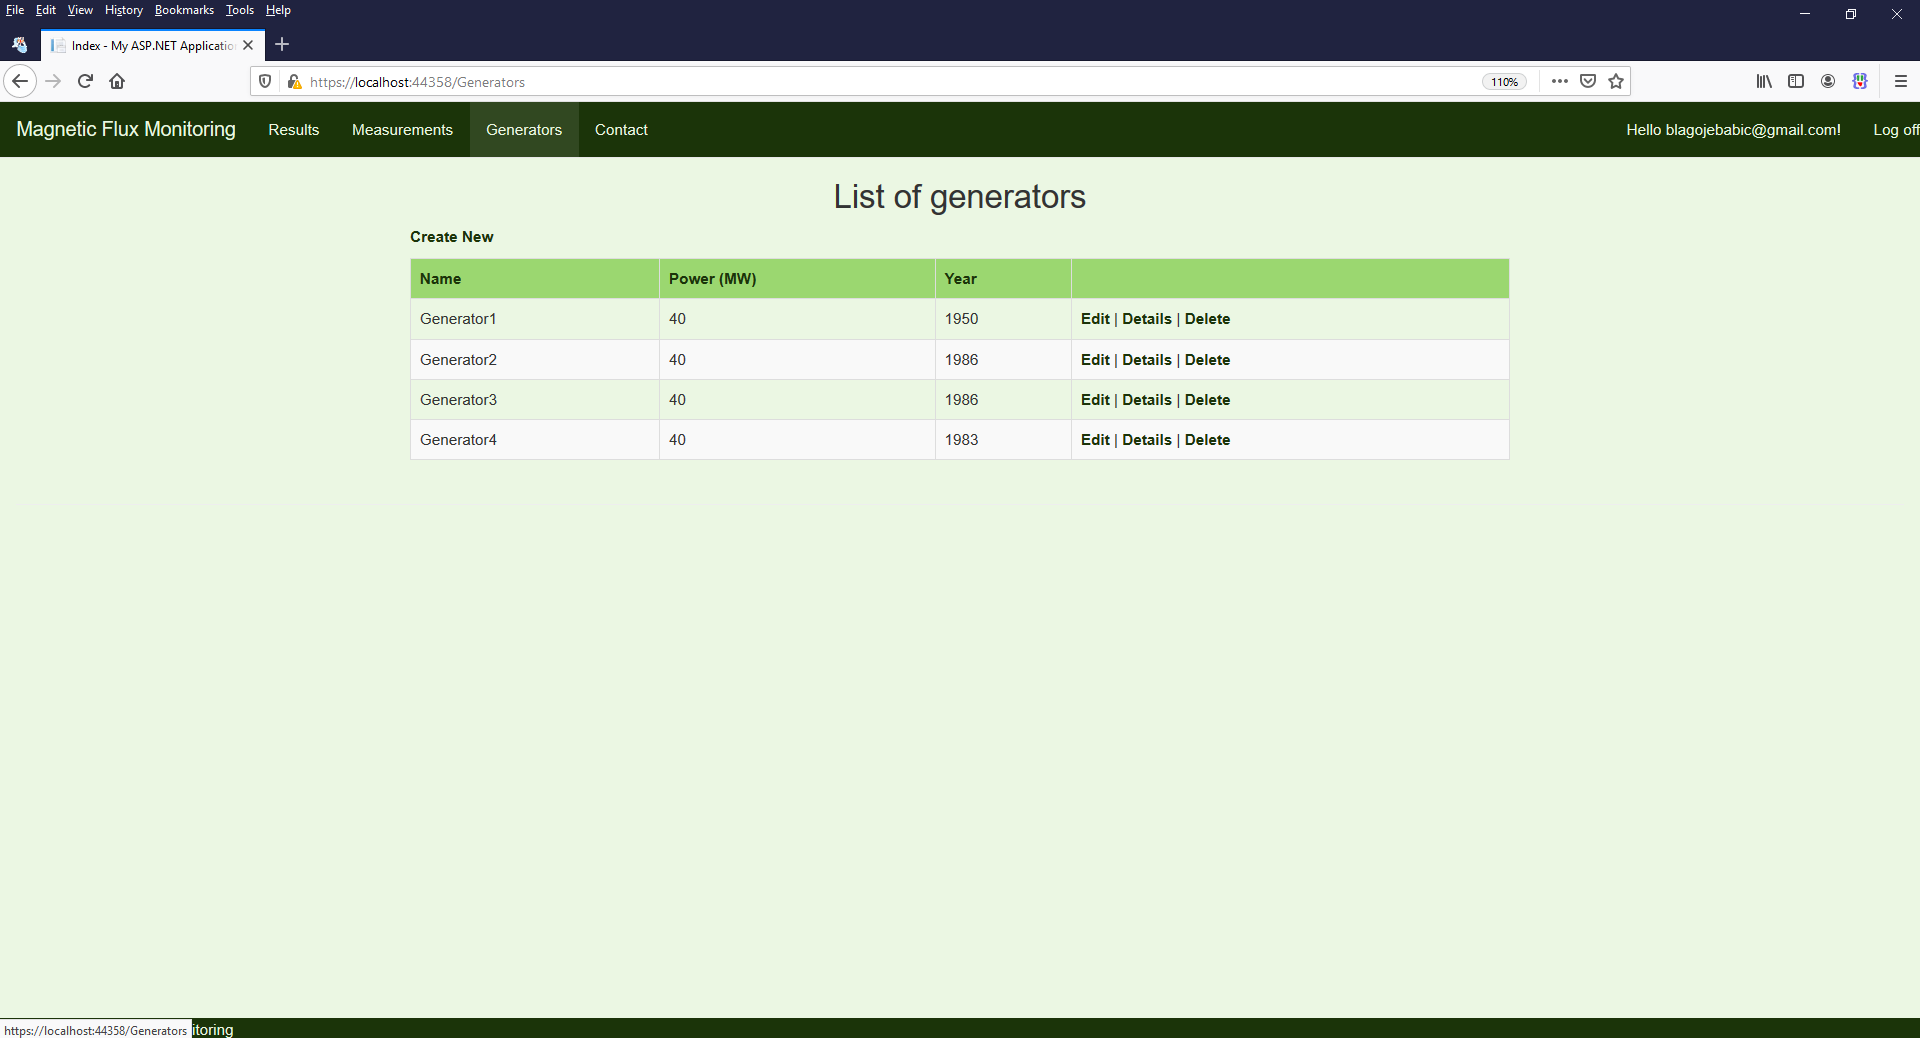 File Edit View History Bookmarks Tools Help
Index - My ASP.NET Applicatio
https://localhost:44358/Generators
110%
Magnetic Flux Monitoring Results Measurements Generators Contact Hello blagojebabic@gmail.com! Log off
List of generators
Create New
Name Power (MW) Year
Generator1 40 1950 Edit | Details | Delete
Generator2 40 1986 Edit | Details | Delete
Generator3 40 1986 Edit | Details | Delete
Generator4 40 1983 Edit | Details | Delete
https://localhost:44358/Generators itoring